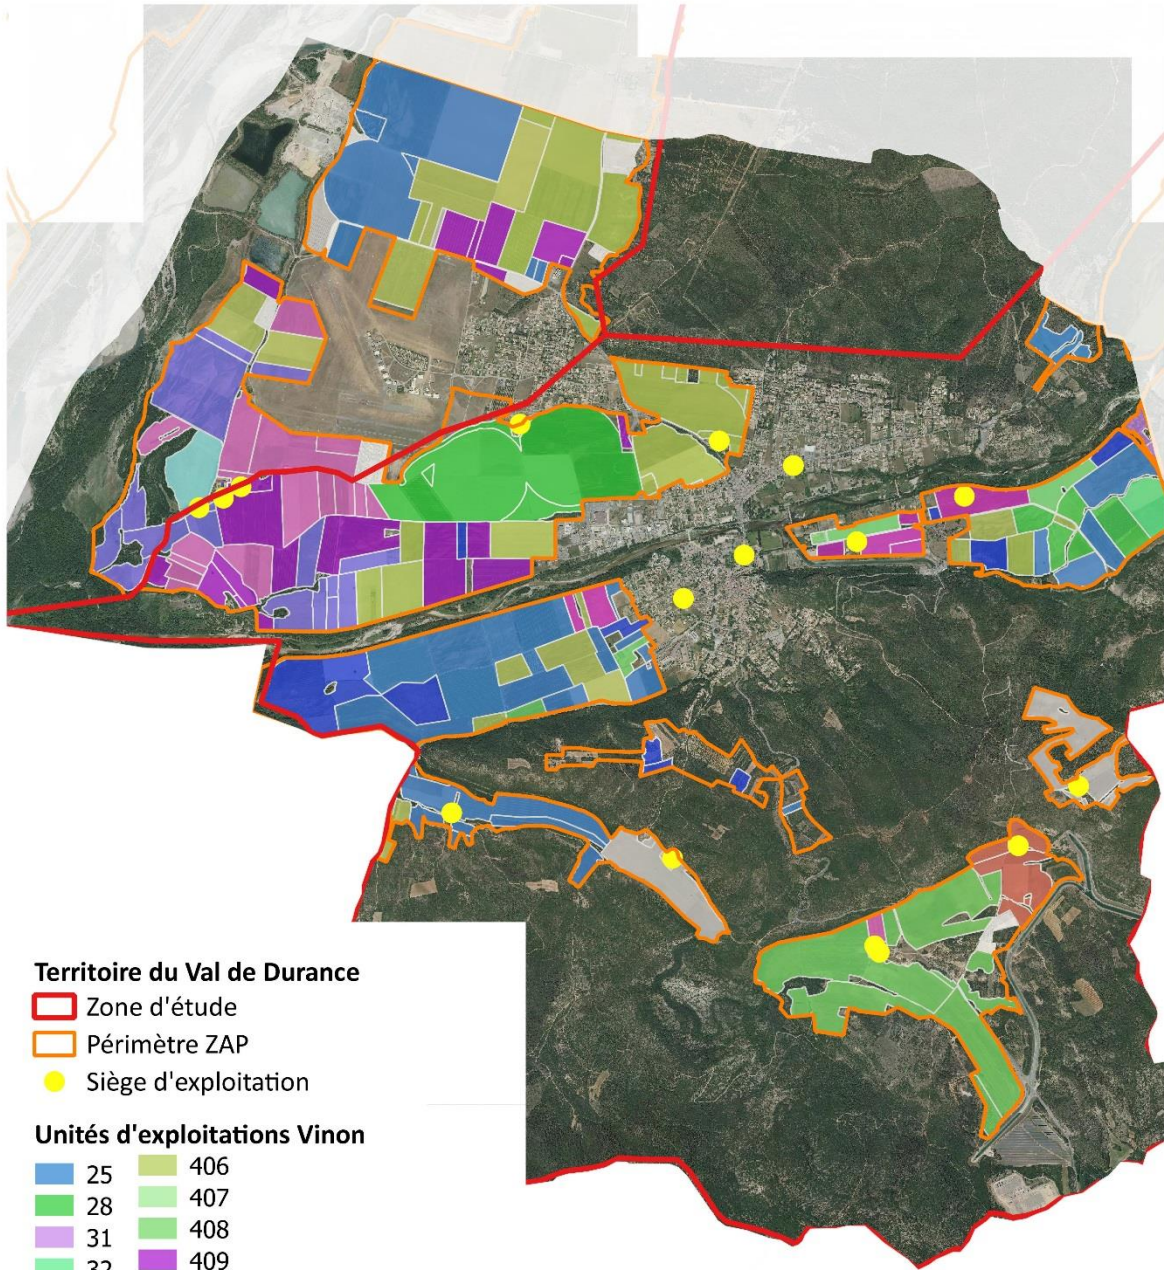 Territoire du Val de Durance
Zone d'étude
Périmètre ZAP
Siège d'exploitation
Unités d'exploitations Vinon
25
28
31
32
406
407
408
409